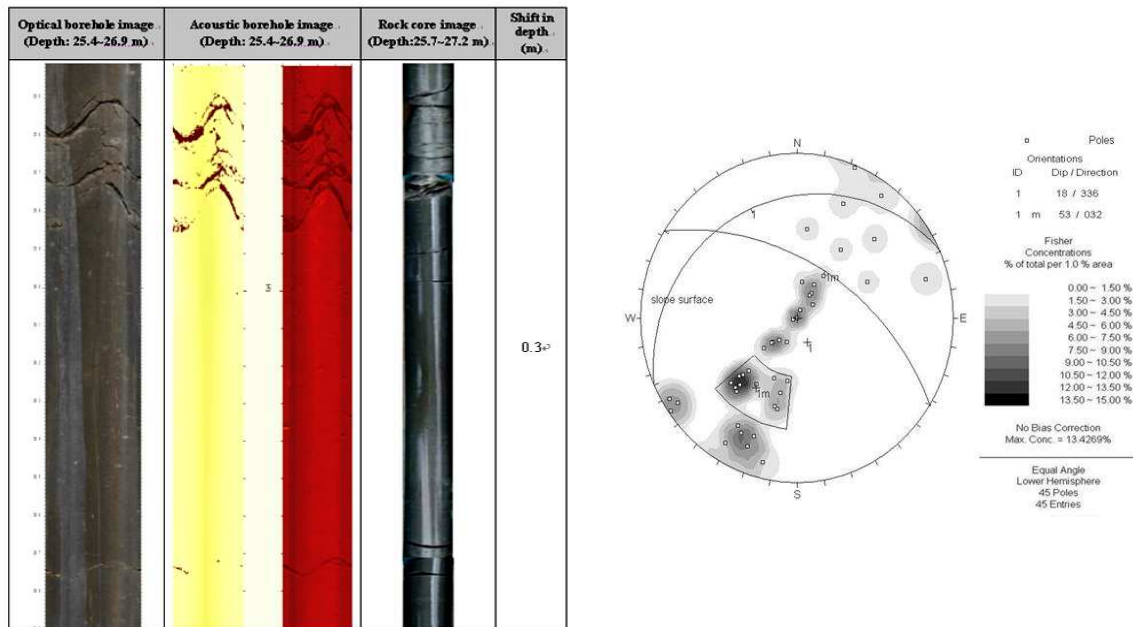 Optical borehole image
(Depth: 25.4~26.9 m)
Acoustic borehole image
(Depth: 25.4~26.9 m)
Rock core image
(Depth:25.7~27.2 m)
Shift in
depth
(m)
0.3
N
W
E
S
slope surface
1
1m
1
1m
Poles
Orientations
ID Dip / Direction
1 18 / 336
1 m 53 / 032
Fisher
Concentrations
% of total per 1.0 % area
0.00 ~ 1.50 %
1.50 ~ 3.00 %
3.00 ~ 4.50 %
4.50 ~ 6.00 %
6.00 ~ 7.50 %
7.50 ~ 9.00 %
9.00 ~ 10.50 %
10.50 ~ 12.00 %
12.00 ~ 13.50 %
13.50 ~ 15.00 %
No Bias Correction
Max. Conc. = 13.4269%
Equal Angle
Lower Hemisphere
45 Poles
45 Entries